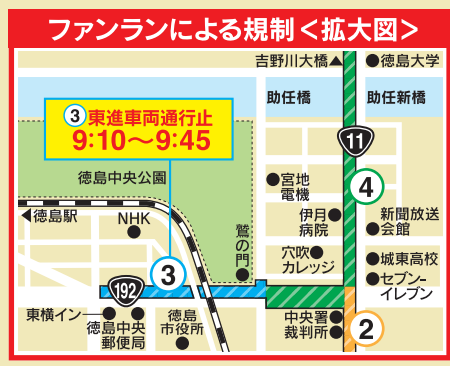 ファンランによる規制<拡大図>
吉野川大橋▲
●徳島大学
助任橋
助任新橋
③東進車両通行止
9:10〜9:45
11
徳島中央公園
●宮地
電機
4
◀徳島駅
NHK
鷲の門
伊月
病院
新聞放送
会館
穴吹
カレッジ
城東高校
セブン-
イレブン
192
3
東横イン
徳島中央
郵便局
徳島
市役所
中央署
裁判所
2